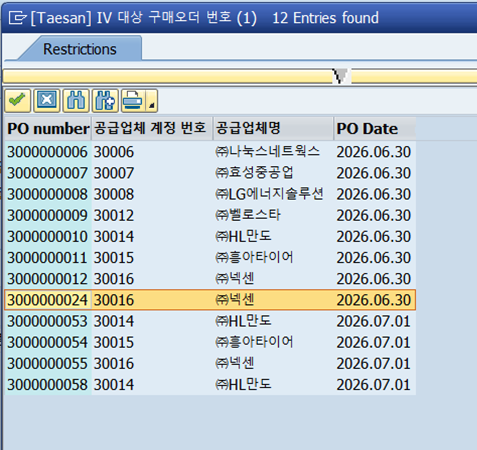 [Taesan] IV 대상 구매오더 번호 (1) 12 Entries found
Restrictions
PO number 공급업체 계정 번호 공급업체명 PO Date
3000000006 30006 ㈜나눅스네트웍스 2026.06.30
3000000007 30007 ㈜효성중공업 2026.06.30
3000000008 30008 ㈜LG에너지솔루션 2026.06.30
3000000009 30012 ㈜벨로스타 2026.06.30
3000000010 30014 ㈜HL만도 2026.06.30
3000000011 30015 ㈜흥아타이어 2026.06.30
3000000012 30016 ㈜넥센 2026.06.30
3000000024 30016 ㈜넥센 2026.06.30
3000000053 30014 ㈜HL만도 2026.07.01
3000000054 30015 ㈜흥아타이어 2026.07.01
3000000055 30016 ㈜넥센 2026.07.01
3000000058 30014 ㈜HL만도 2026.07.01